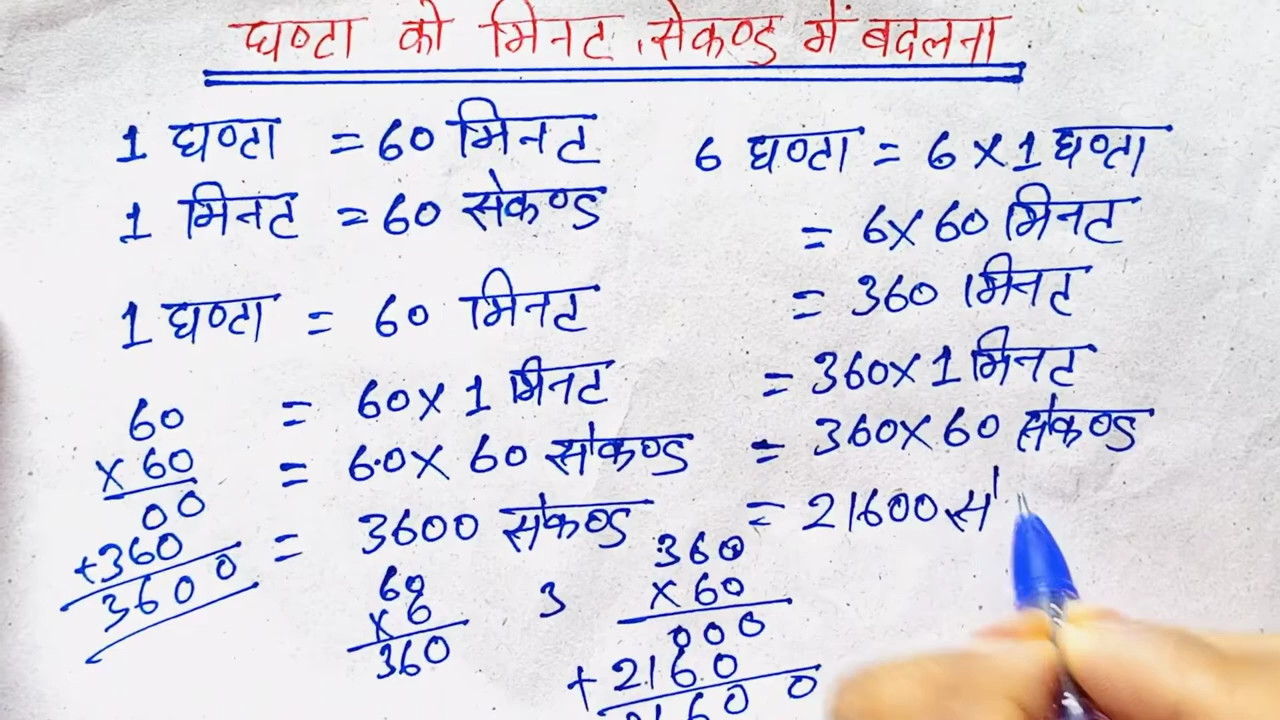 घण्टा को मिनट, सेकण्ड में बदलना
1 घण्टा = 60 मिनट
1 मिनट = 60 सेकण्ड
1 घण्टा = 60 मिनट
= 60 × 1 मिनट
= 60 × 60 सेकण्ड
= 3600 सेकण्ड
60
× 60
00
+360
3600
60
× 6
360
3
6 घण्टा = 6 × 1 घण्टा
= 6 × 60 मिनट
= 360 मिनट
= 360 × 1 मिनट
= 360 × 60 सेकण्ड
= 21600 स
360
× 60
000
+ 2160
21600